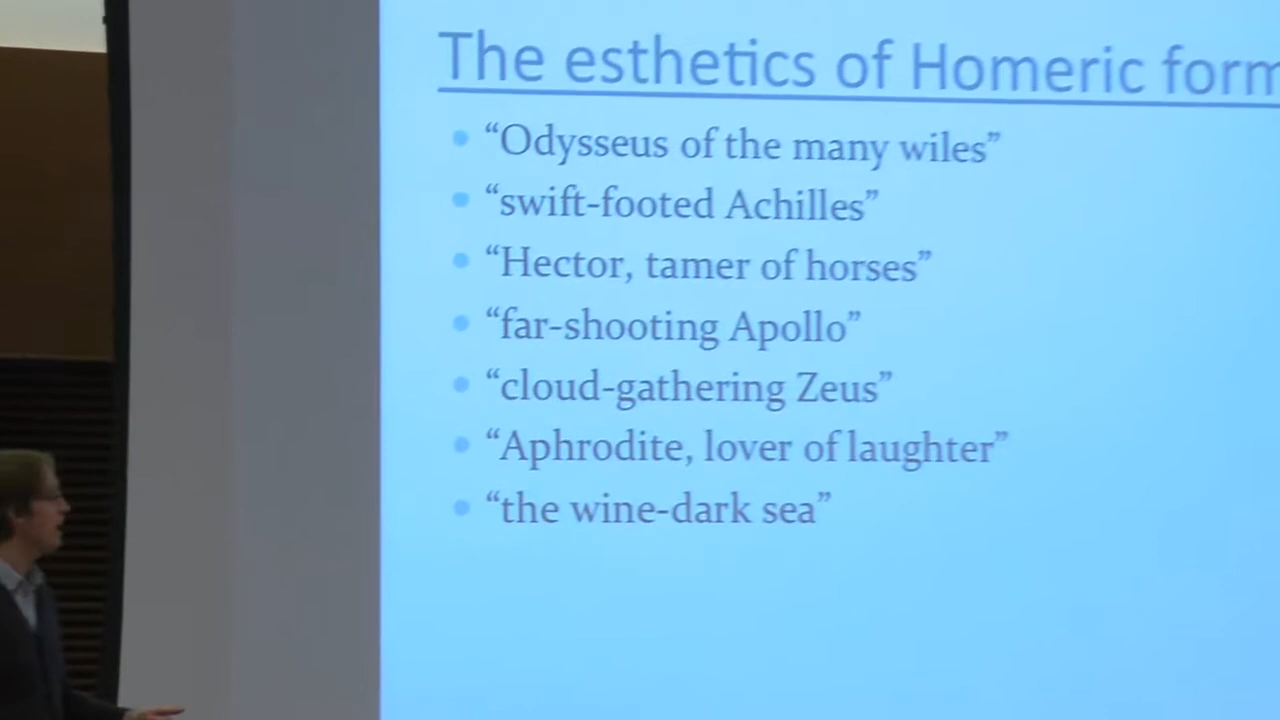 The esthetics of Homeric form
“Odysseus of the many wiles”
“swift-footed Achilles”
“Hector, tamer of horses”
“far-shooting Apollo”
“cloud-gathering Zeus”
“Aphrodite, lover of laughter”
“the wine-dark sea”